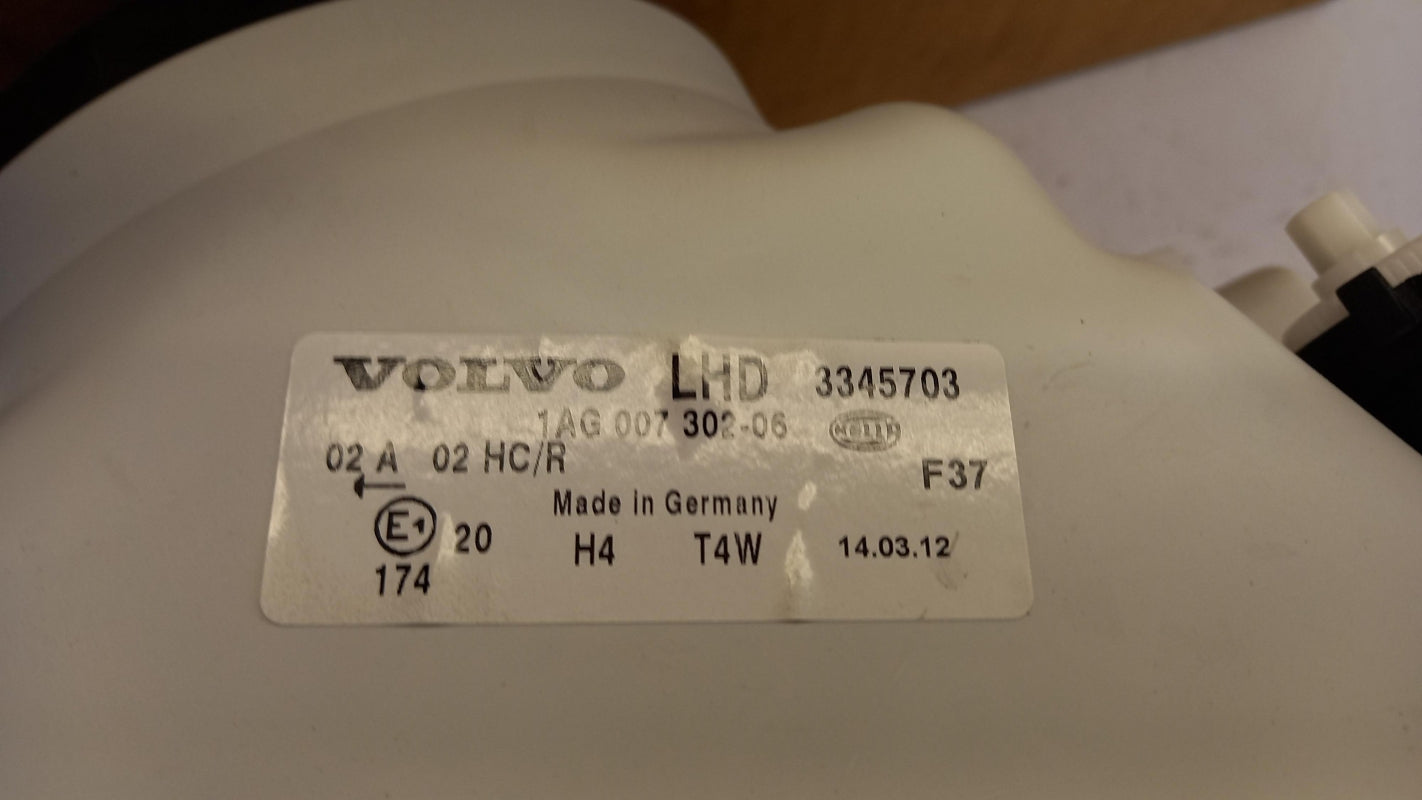 VOLVO LHD 3345703
1AG 007 302-06 HELLA
02 A 02 HC/R
F37
Made in Germany
E1 20 H4 T4W 14.03.12
174